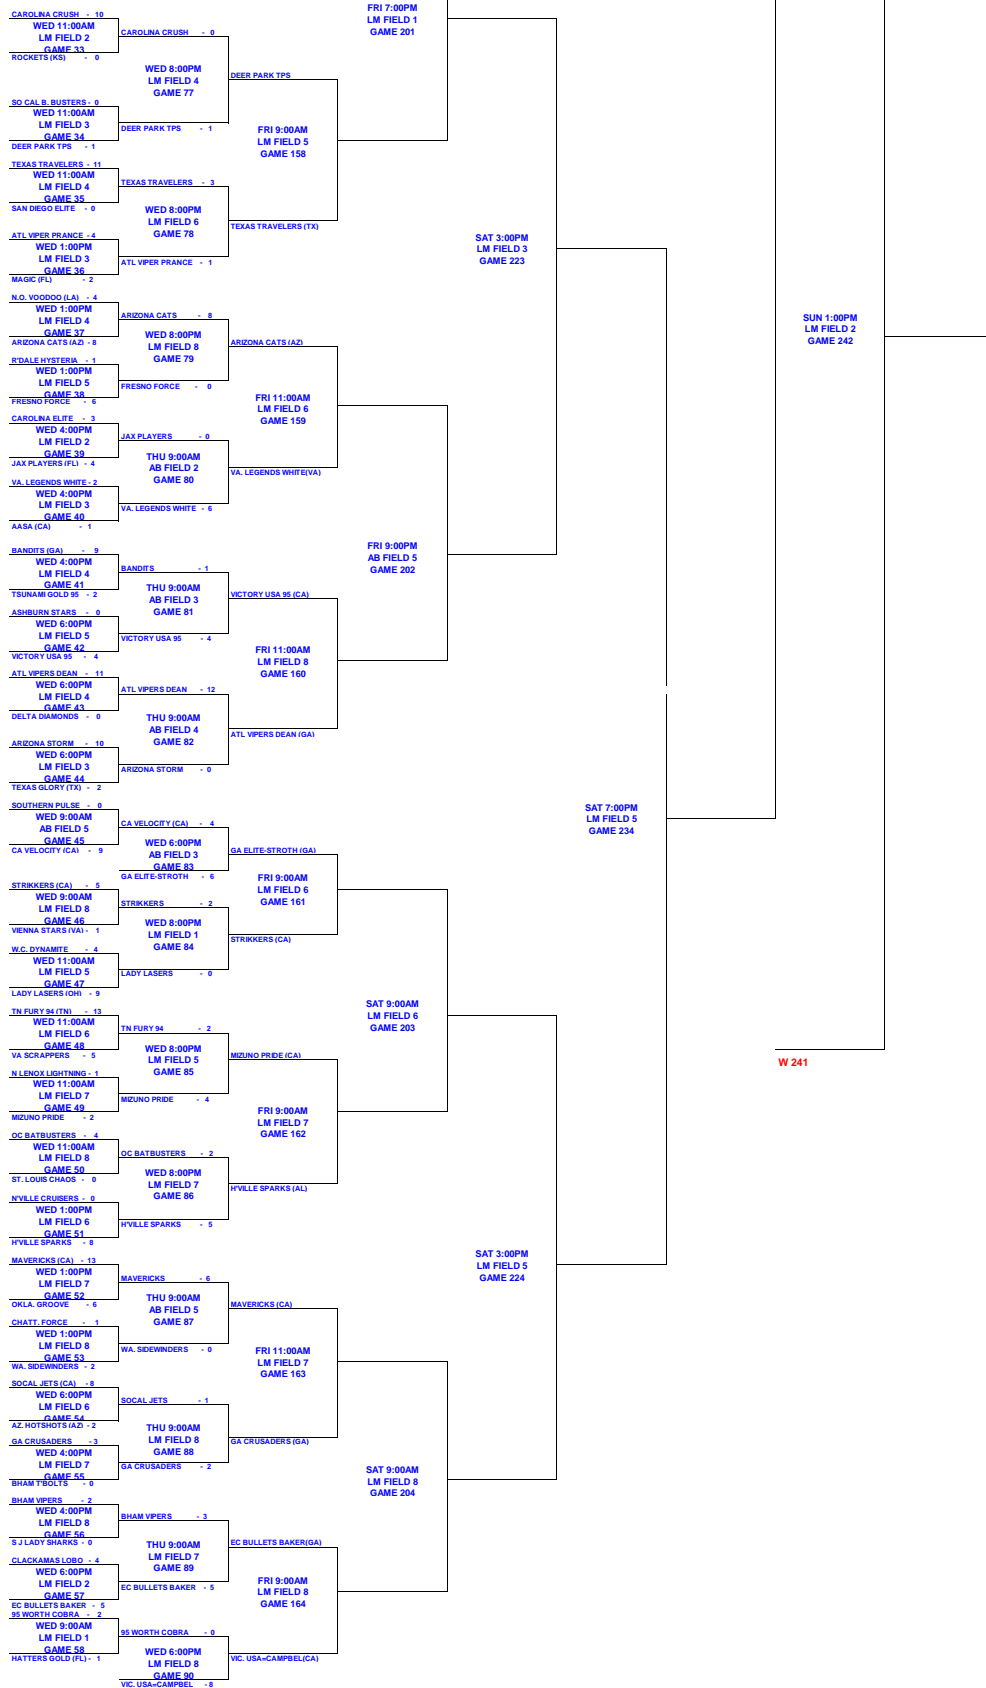 FRI 7:00PM
LM FIELD 1
GAME 201
CAROLINA CRUSH - 10
WED 11:00AM
LM FIELD 2
GAME 33
ROCKETS (KS) - 0
CAROLINA CRUSH - 0
WED 8:00PM
LM FIELD 4
GAME 77
DEER PARK TPS
SO CAL B. BUSTERS - 0
WED 11:00AM
LM FIELD 3
GAME 34
DEER PARK TPS - 1
DEER PARK TPS - 1
FRI 9:00AM
LM FIELD 5
GAME 158
TEXAS TRAVELERS - 11
WED 11:00AM
LM FIELD 4
GAME 35
SAN DIEGO ELITE - 0
TEXAS TRAVELERS - 3
WED 8:00PM
LM FIELD 6
GAME 78
TEXAS TRAVELERS (TX)
ATL VIPER PRANCE - 4
WED 1:00PM
LM FIELD 3
GAME 36
MAGIC (FL) - 2
ATL VIPER PRANCE - 1
SAT 3:00PM
LM FIELD 3
GAME 223
N.O. VOODOO (LA) - 4
WED 1:00PM
LM FIELD 4
GAME 37
ARIZONA CATS (AZ) - 8
ARIZONA CATS - 8
WED 8:00PM
LM FIELD 8
GAME 79
ARIZONA CATS (AZ)
SUN 1:00PM
LM FIELD 2
GAME 242
R'DALE HYSTERIA - 1
WED 1:00PM
LM FIELD 5
GAME 38
FRESNO FORCE - 6
FRESNO FORCE - 0
FRI 11:00AM
LM FIELD 6
GAME 159
CAROLINA ELITE - 3
WED 4:00PM
LM FIELD 2
GAME 39
JAX PLAYERS (FL) - 4
JAX PLAYERS - 0
THU 9:00AM
AB FIELD 2
GAME 80
VA. LEGENDS WHITE(VA)
VA. LEGENDS WHITE - 2
WED 4:00PM
LM FIELD 3
GAME 40
AASA (CA) - 1
VA. LEGENDS WHITE - 6
FRI 9:00PM
AB FIELD 5
GAME 202
BANDITS (GA) - 9
WED 4:00PM
LM FIELD 4
GAME 41
TSUNAMI GOLD 95 - 2
BANDITS - 1
THU 9:00AM
AB FIELD 3
GAME 81
VICTORY USA 95 (CA)
ASHBURN STARS - 0
WED 6:00PM
LM FIELD 5
GAME 42
VICTORY USA 95 - 4
VICTORY USA 95 - 4
FRI 11:00AM
LM FIELD 8
GAME 160
ATL VIPERS DEAN - 11
WED 6:00PM
LM FIELD 4
GAME 43
DELTA DIAMONDS - 0
ATL VIPERS DEAN - 12
THU 9:00AM
AB FIELD 4
GAME 82
ATL VIPERS DEAN (GA)
ARIZONA STORM - 10
WED 6:00PM
LM FIELD 3
GAME 44
TEXAS GLORY (TX) - 2
ARIZONA STORM - 0
SAT 7:00PM
LM FIELD 5
GAME 234
SOUTHERN PULSE - 0
WED 9:00AM
AB FIELD 5
GAME 45
CA VELOCITY (CA) - 9
CA VELOCITY (CA) - 4
WED 6:00PM
AB FIELD 3
GAME 83
GA ELITE-STROTH - 6
GA ELITE-STROTH (GA)
FRI 9:00AM
LM FIELD 6
GAME 161
STRIKKERS (CA) - 5
WED 9:00AM
LM FIELD 8
GAME 46
VIENNA STARS (VA) - 1
STRIKKERS - 2
WED 8:00PM
LM FIELD 1
GAME 84
STRIKKERS (CA)
W.C. DYNAMITE - 4
WED 11:00AM
LM FIELD 5
GAME 47
LADY LASERS (OH) - 9
LADY LASERS - 0
SAT 9:00AM
LM FIELD 6
GAME 203
TN FURY 94 (TN) - 13
WED 11:00AM
LM FIELD 6
GAME 48
VA SCRAPPERS - 5
TN FURY 94 - 2
WED 8:00PM
LM FIELD 5
GAME 85
MIZUNO PRIDE (CA)
W 241
N LENOX LIGHTNING - 1
WED 11:00AM
LM FIELD 7
GAME 49
MIZUNO PRIDE - 2
MIZUNO PRIDE - 4
FRI 9:00AM
LM FIELD 7
GAME 162
OC BATBUSTERS - 4
WED 11:00AM
LM FIELD 8
GAME 50
ST. LOUIS CHAOS - 0
OC BATBUSTERS - 2
WED 8:00PM
LM FIELD 7
GAME 86
H'VILLE SPARKS (AL)
N'VILLE CRUISERS - 0
WED 1:00PM
LM FIELD 6
GAME 51
H'VILLE SPARKS - 8
H'VILLE SPARKS - 5
SAT 3:00PM
LM FIELD 5
GAME 224
MAVERICKS (CA) - 13
WED 1:00PM
LM FIELD 7
GAME 52
OKLA. GROOVE - 6
MAVERICKS - 6
THU 9:00AM
AB FIELD 5
GAME 87
MAVERICKS (CA)
CHATT. FORCE - 1
WED 1:00PM
LM FIELD 8
GAME 53
WA. SIDEWINDERS - 2
WA. SIDEWINDERS - 0
FRI 11:00AM
LM FIELD 7
GAME 163
SOCAL JETS (CA) - 8
WED 6:00PM
LM FIELD 6
GAME 54
AZ. HOTSHOTS (AZ) - 2
SOCAL JETS - 1
THU 9:00AM
LM FIELD 8
GAME 88
GA CRUSADERS (GA)
GA CRUSADERS - 3
WED 4:00PM
LM FIELD 7
GAME 55
BHAM T'BOLTS - 0
GA CRUSADERS - 2
SAT 9:00AM
LM FIELD 8
GAME 204
BHAM VIPERS - 2
WED 4:00PM
LM FIELD 8
GAME 56
S J LADY SHARKS - 0
BHAM VIPERS - 3
THU 9:00AM
LM FIELD 7
GAME 89
EC BULLETS BAKER(GA)
CLACKAMAS LOBO - 4
WED 6:00PM
LM FIELD 2
GAME 57
EC BULLETS BAKER - 5
EC BULLETS BAKER - 5
FRI 9:00AM
LM FIELD 8
GAME 164
95 WORTH COBRA - 2
WED 9:00AM
LM FIELD 1
GAME 58
HATTERS GOLD (FL) - 1
95 WORTH COBRA - 0
WED 6:00PM
LM FIELD 8
GAME 90
VIC. USA=CAMPBEL - 8
VIC. USA=CAMPBEL(CA)